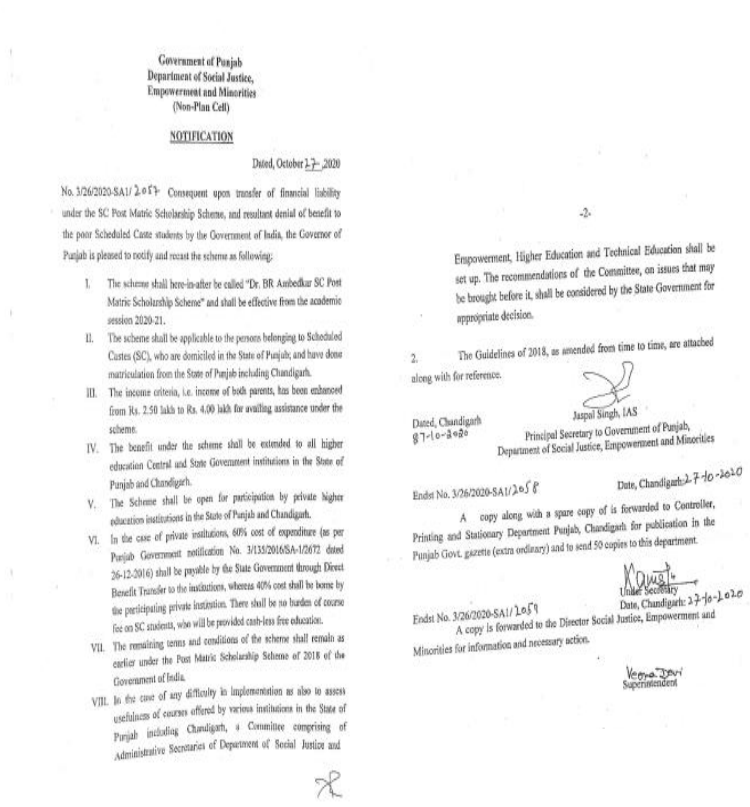 Government of Punjab
Department of Social Justice,
Empowerment and Minorities
(Non-Plan Cell)
NOTIFICATION
Dated, October 27, 2020
No. 3/26/2020-SA1/2057 Consequent upon transfer of financial liability
under the SC Post Matric Scholarship Scheme, and resultant denial of benefit to
the poor Scheduled Caste students by the Government of India, the Governor of
Punjab is pleased to notify and recast the scheme as following:
I. The scheme shall here-in-after be called "Dr. BR Ambedkar SC Post
Matric Scholarship Scheme" and shall be effective from the academic
session 2020-21.
II. The scheme shall be applicable to the persons belonging to Scheduled
Castes (SC), who are domiciled in the State of Punjab; and have done
matriculation from the State of Punjab including Chandigarh.
III. The income criteria, i.e. income of both parents, has been enhanced
from Rs. 2.50 lakh to Rs. 4.00 lakh for availing assistance under the
scheme.
IV. The benefit under the scheme shall be extended to all higher
education Central and State Government institutions in the State of
Punjab and Chandigarh.
V. The Scheme shall be open for participation by private higher
education institutions in the State of Punjab and Chandigarh.
VI. In the case of private institutions, 60% cost of expenditure (as per
Punjab Government notification No. 3/135/2016/SA-1/2672 dated
26-12-2016) shall be payable by the State Government through Direct
Benefit Transfer to the institutions, whereas 40% cost shall be borne by
the participating private institution. There shall be no burden of course
fee on SC students, who will be provided cash-less free education.
VII. The remaining terms and conditions of the scheme shall remain as
earlier under the Post Matric Scholarship Scheme of 2018 of the
Government of India.
VIII. In the case of any difficulty in implementation as also to assess
usefulness of courses offered by various institutions in the State of
Punjab including Chandigarh, a Committee comprising of
Administrative Secretaries of Department of Social Justice and
-2-
Empowerment, Higher Education and Technical Education shall be
set up. The recommendations of the Committee, on issues that may
be brought before it, shall be considered by the State Government for
appropriate decision.
2. The Guidelines of 2018, as amended from time to time, are attached
along with for reference.
Jaspal Singh, IAS
Dated, Chandigarh
27-10-2020
Principal Secretary to Government of Punjab,
Department of Social Justice, Empowerment and Minorities
Endst No. 3/26/2020-SA1/2058 Date, Chandigarh: 27-10-2020
A copy along with a spare copy of is forwarded to Controller,
Printing and Stationary Department Punjab, Chandigarh for publication in the
Punjab Govt. gazette (extra ordinary) and to send 50 copies to this department.
Under Secretary
Endst No. 3/26/2020-SA1/2059 Date, Chandigarh: 27-10-2020
A copy is forwarded to the Director Social Justice, Empowerment and
Minorities for information and necessary action.
Veena Devi
Superintendent